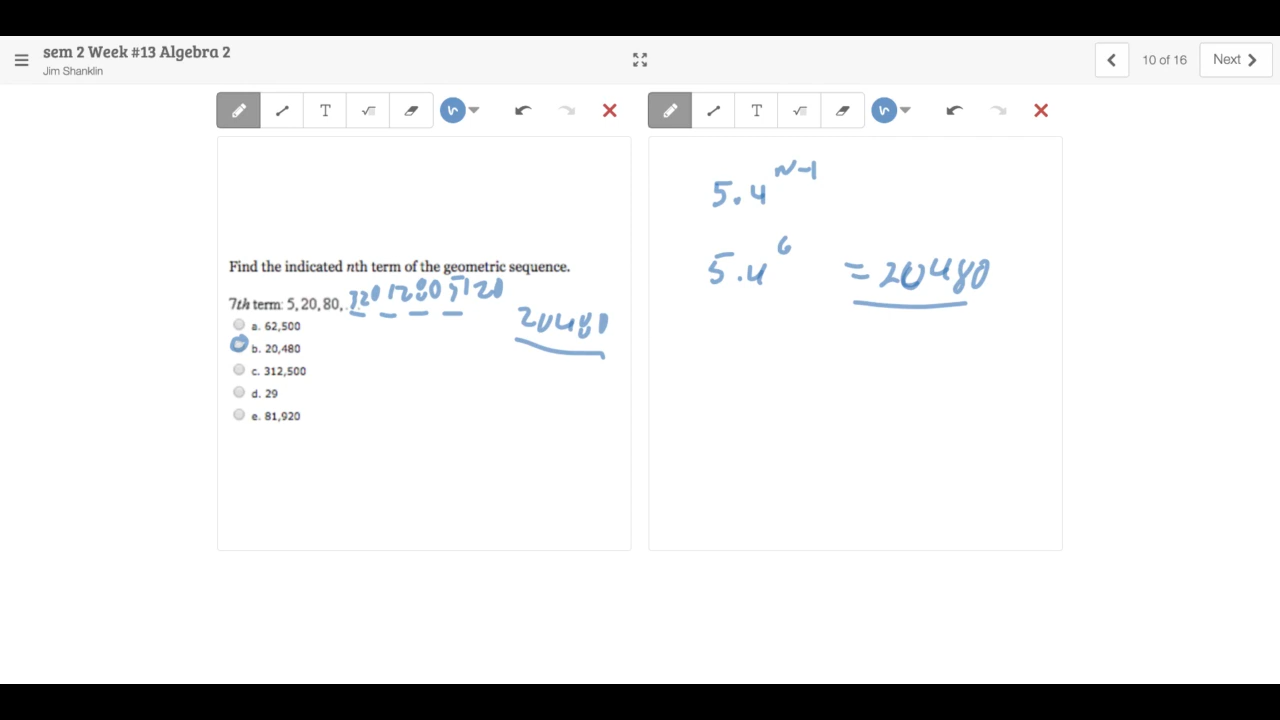 sem 2 Week #13 Algebra 2
Jim Shanklin
10 of 16
Next
T
T
Find the indicated nth term of the geometric sequence.
7th term: 5, 20, 80, ... 320 1280 5120
20480
a. 62,500
b. 20,480
c. 312,500
d. 29
e. 81,920
5.4^N-1
5.4^6 = 20480